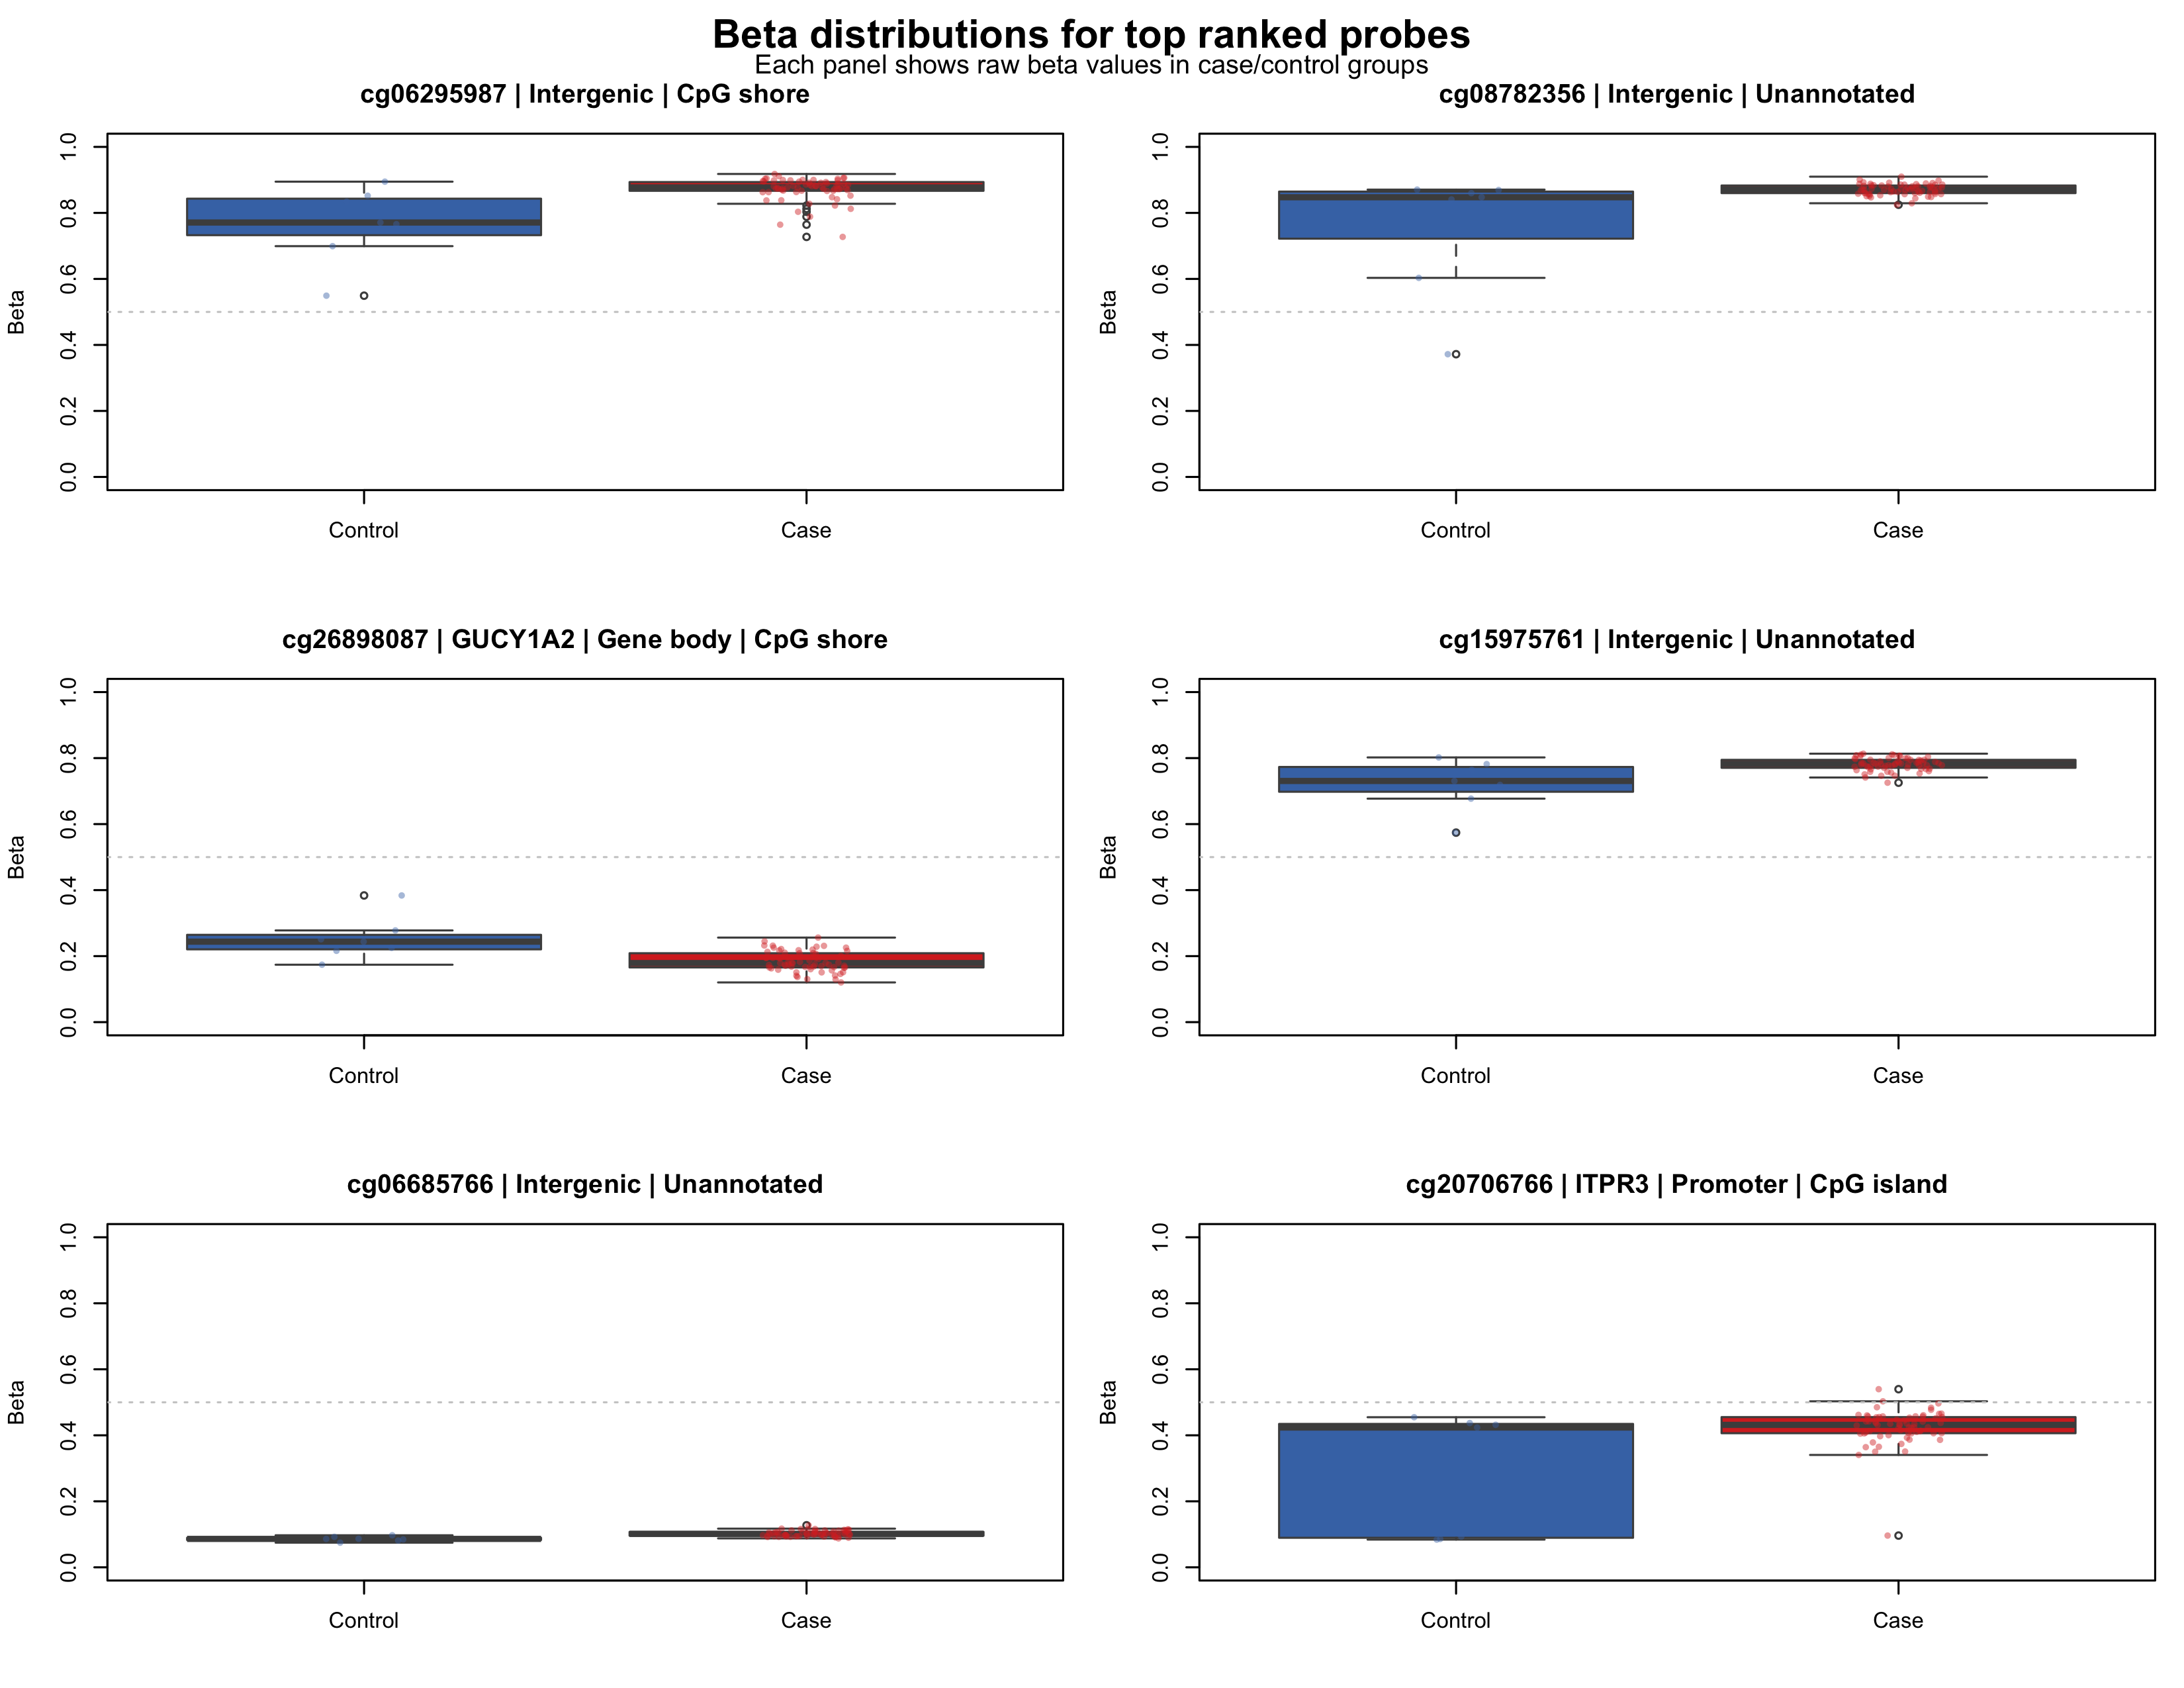 Beta distributions for top ranked probes
Each panel shows raw beta values in case/control groups
cg06295987 | Intergenic | CpG shore
Beta
1.0
0.8
0.6
0.4
0.2
0.0
Control Case
cg08782356 | Intergenic | Unannotated
Beta
1.0
0.8
0.6
0.4
0.2
0.0
Control Case
cg26898087 | GUCY1A2 | Gene body | CpG shore
Beta
1.0
0.8
0.6
0.4
0.2
0.0
Control Case
cg15975761 | Intergenic | Unannotated
Beta
1.0
0.8
0.6
0.4
0.2
0.0
Control Case
cg06685766 | Intergenic | Unannotated
Beta
1.0
0.8
0.6
0.4
0.2
0.0
Control Case
cg20706766 | ITPR3 | Promoter | CpG island
Beta
1.0
0.8
0.6
0.4
0.2
0.0
Control Case